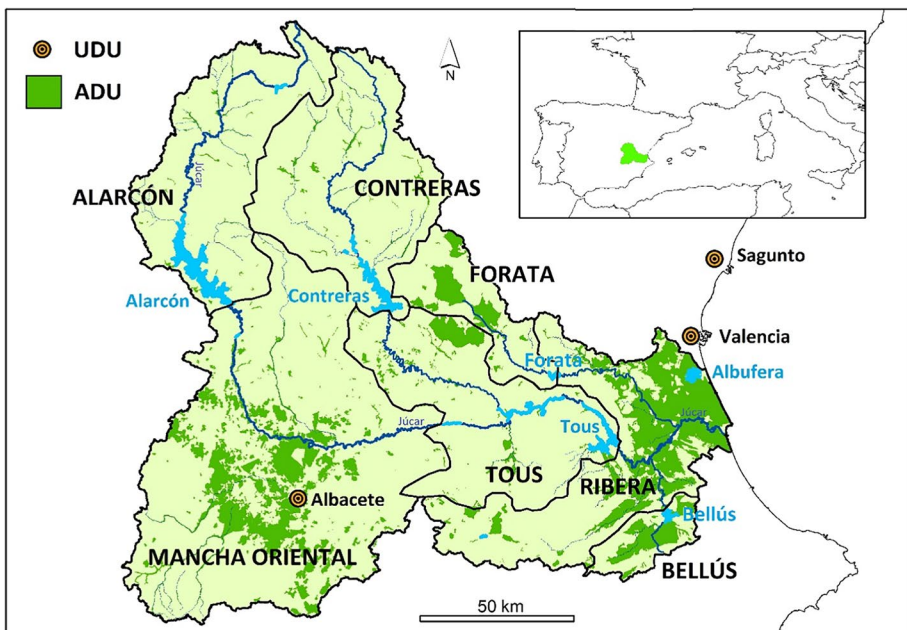 UDU
ADU
N
Júcar
ALARCÓN
CONTRERAS
FORATA
Sagunto
Alarcón
Contreras
Valencia
Forata
Albufera
Júcar
Júcar
Tous
TOUS
RIBERA
Albacete
Bellús
MANCHA ORIENTAL
BELLÚS
50 km